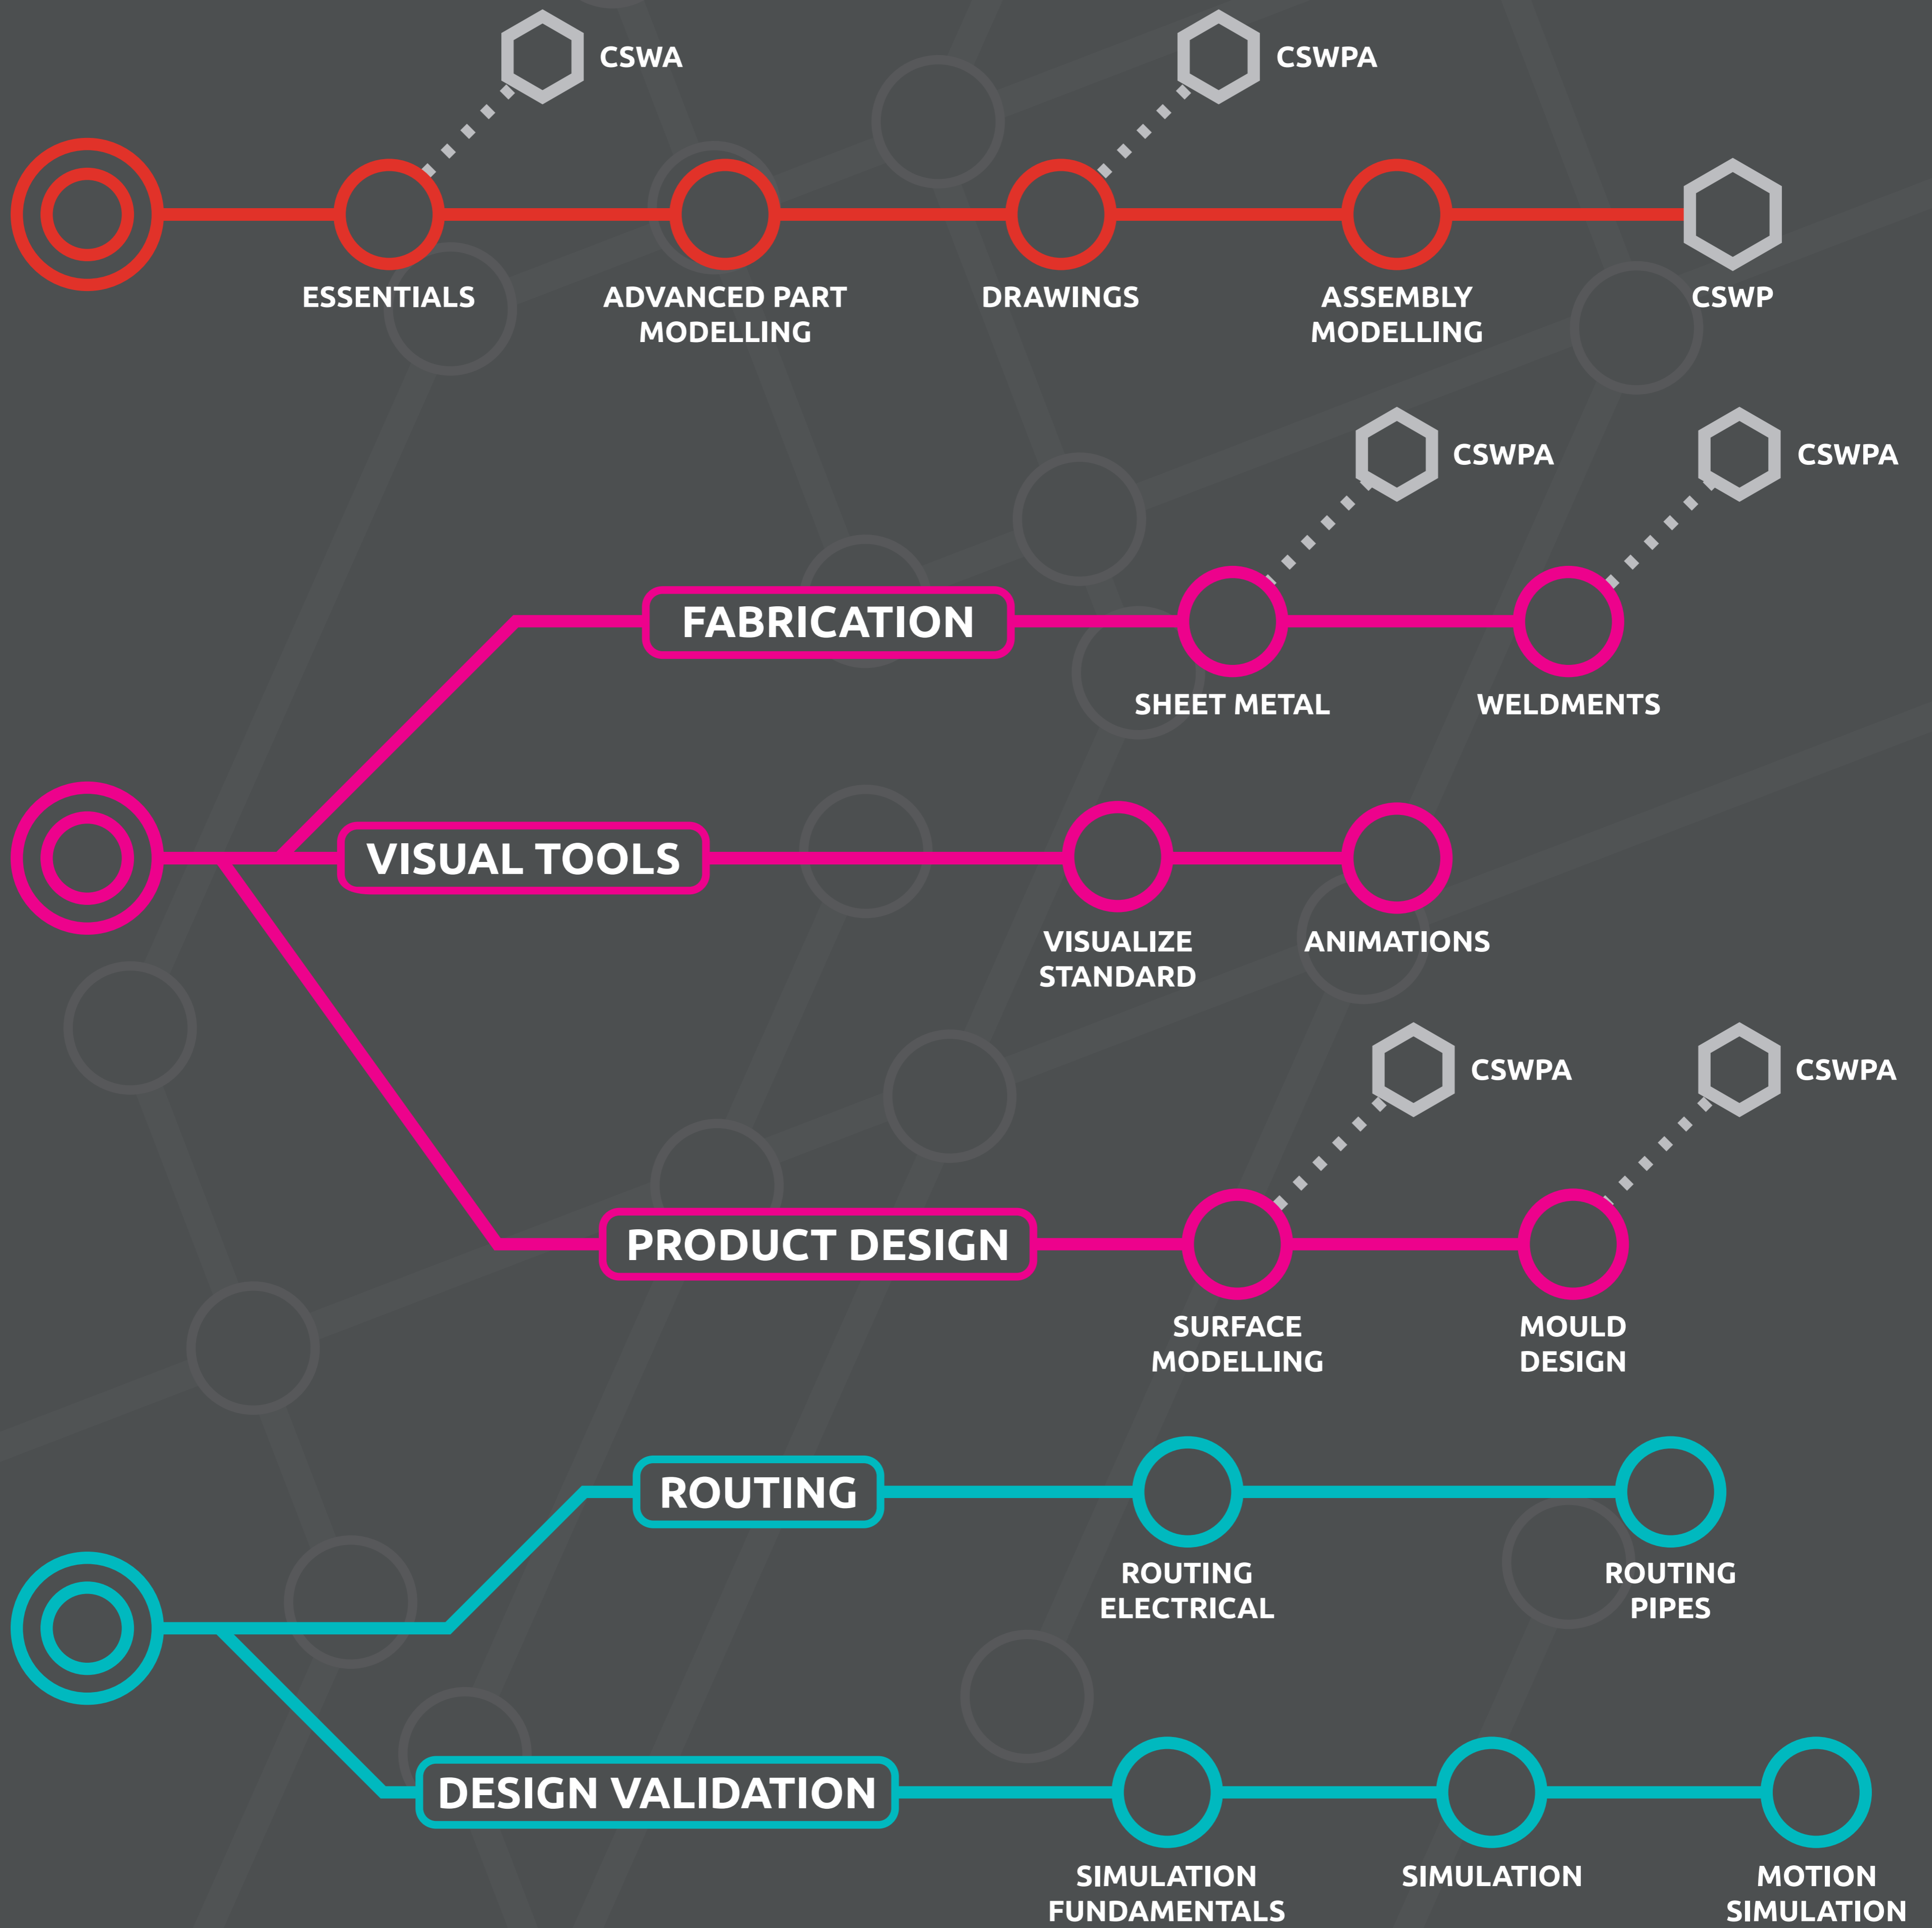 CSWA
CSWPA
ESSENTIALS
ADVANCED PART
MODELLING
DRAWINGS
ASSEMBLY
MODELLING
CSWP
CSWPA
CSWPA
FABRICATION
SHEET METAL
WELDMENTS
VISUAL TOOLS
VISUALIZE
STANDARD
ANIMATIONS
CSWPA
CSWPA
PRODUCT DESIGN
SURFACE
MODELLING
MOULD
DESIGN
ROUTING
ROUTING
ELECTRICAL
ROUTING
PIPES
DESIGN VALIDATION
SIMULATION
FUNDAMENTALS
SIMULATION
MOTION
SIMULATION